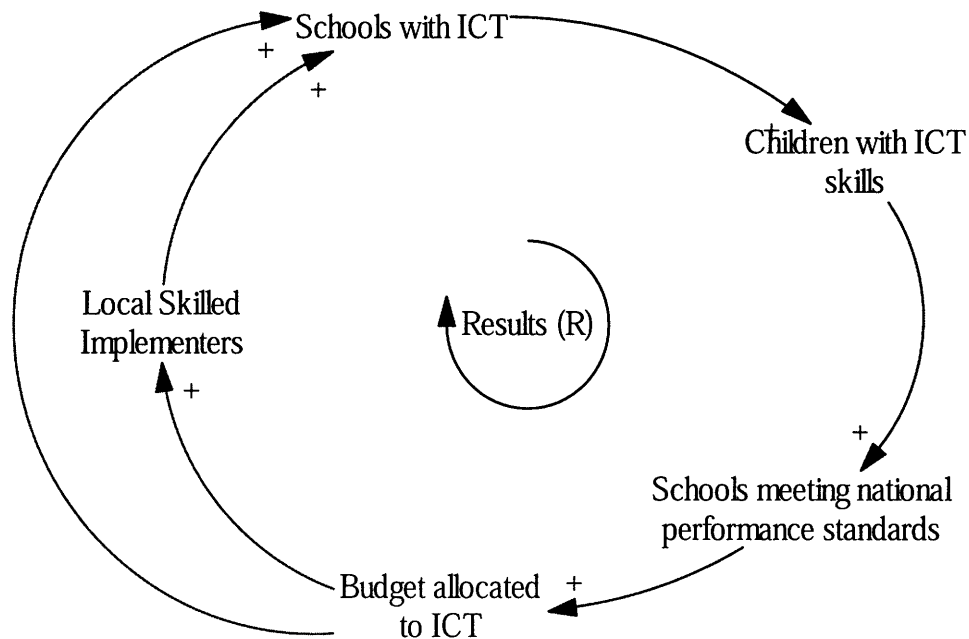 Schools with ICT
+
+
+
Children with ICT
skills
Local Skilled
Implementers
Results (R)
+
+
Schools meeting national
performance standards
Budget allocated
to ICT
+